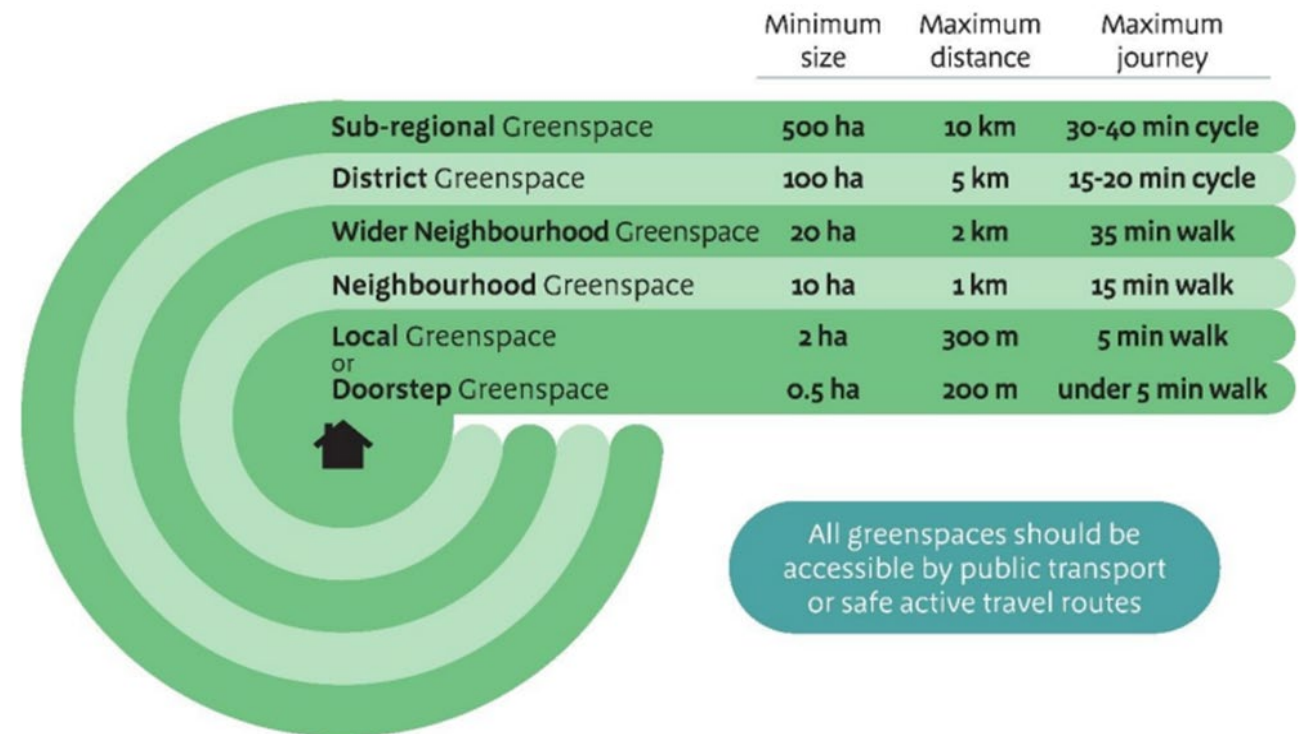 Minimum size Maximum distance Maximum journey
Sub-regional Greenspace 500 ha 10 km 30-40 min cycle
District Greenspace 100 ha 5 km 15-20 min cycle
Wider Neighbourhood Greenspace 20 ha 2 km 35 min walk
Neighbourhood Greenspace 10 ha 1 km 15 min walk
Local Greenspace 2 ha 300 m 5 min walk
or
Doorstep Greenspace 0.5 ha 200 m under 5 min walk
All greenspaces should be
accessible by public transport
or safe active travel routes